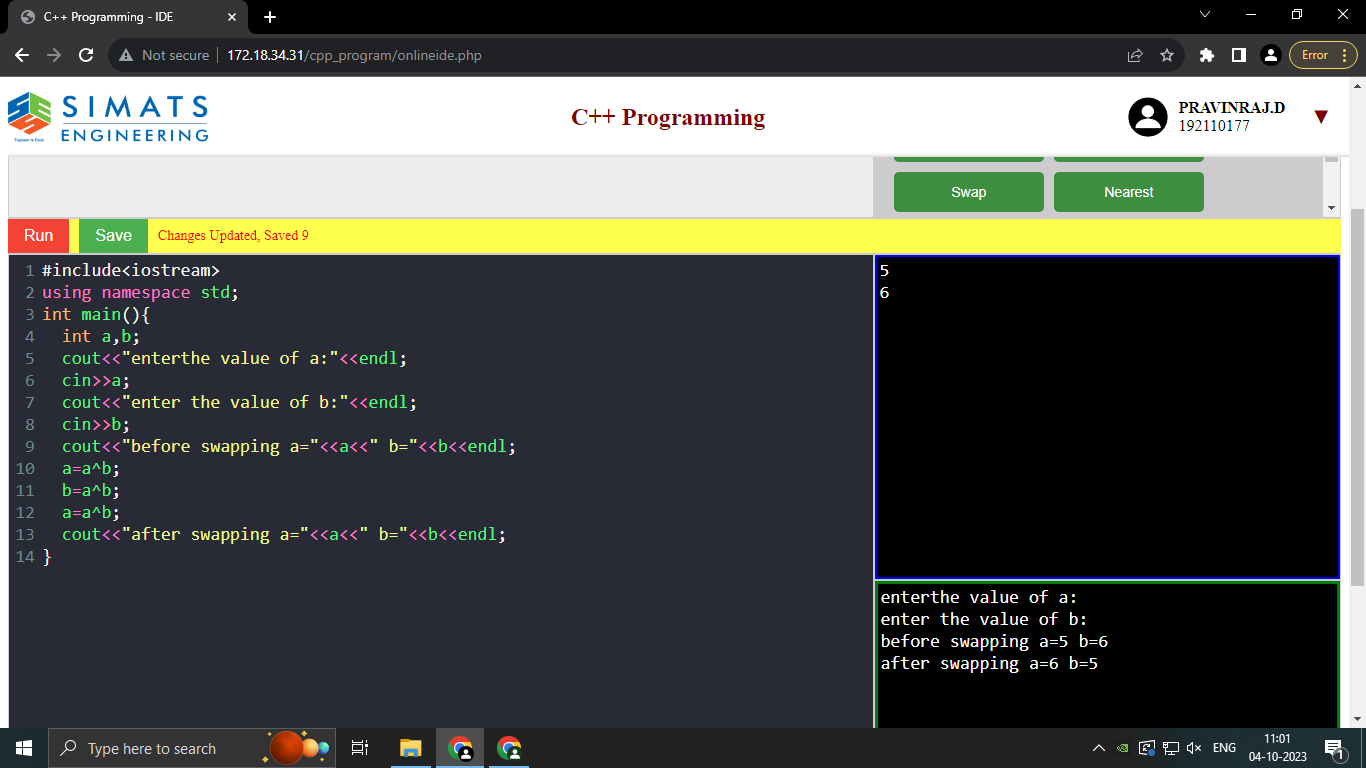 C++ Programming - IDE
Not secure
172.18.34.31/cpp_program/onlineide.php
Error
SIMATS
ENGINEERING
Engineer to Excel
C++ Programming
PRAVINRAJ.D
192110177
Swap
Nearest
Run
Save
Changes Updated, Saved 9
1 #include<iostream>
2 using namespace std;
3 int main(){
4   int a,b;
5   cout<<"enterthe value of a:"<<endl;
6   cin>>a;
7   cout<<"enter the value of b:"<<endl;
8   cin>>b;
9   cout<<"before swapping a="<<a<<" b="<<b<<endl;
10   a=a^b;
11   b=a^b;
12   a=a^b;
13   cout<<"after swapping a="<<a<<" b="<<b<<endl;
14 }
5
6
enterthe value of a:
enter the value of b:
before swapping a=5 b=6
after swapping a=6 b=5
Type here to search
ENG
11:01
04-10-2023
1